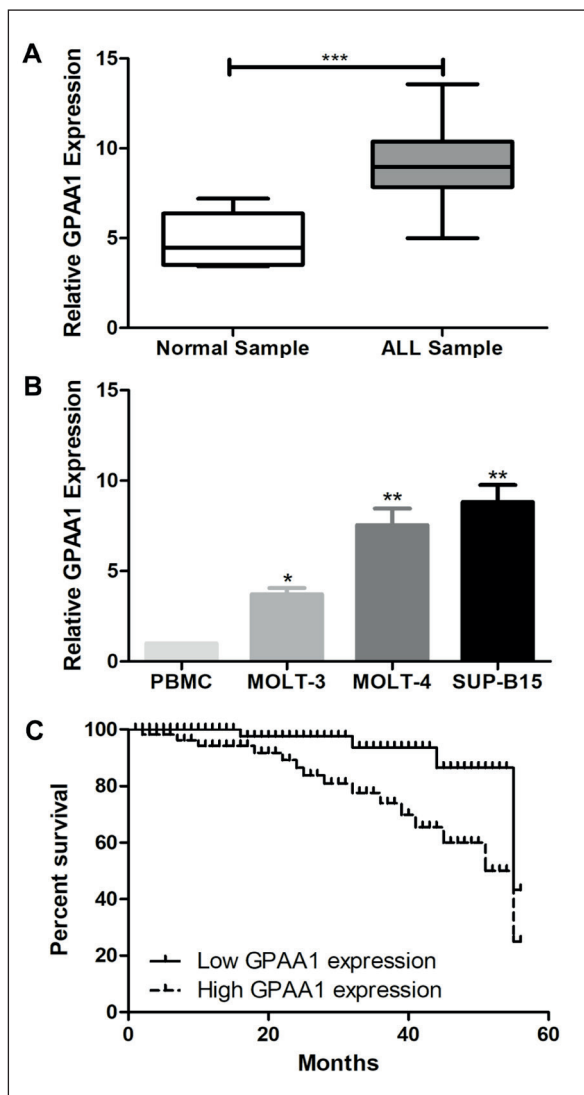 A
Relative GPAA1 Expression
15
10
5
0
***
Normal Sample
ALL Sample
B
Relative GPAA1 Expression
15
10
5
0
*
**
**
PBMC
MOLT-3
MOLT-4
SUP-B15
C
Percent survival
100
80
60
40
20
0
Low GPAA1 expression
High GPAA1 expression
0
20
40
60
Months